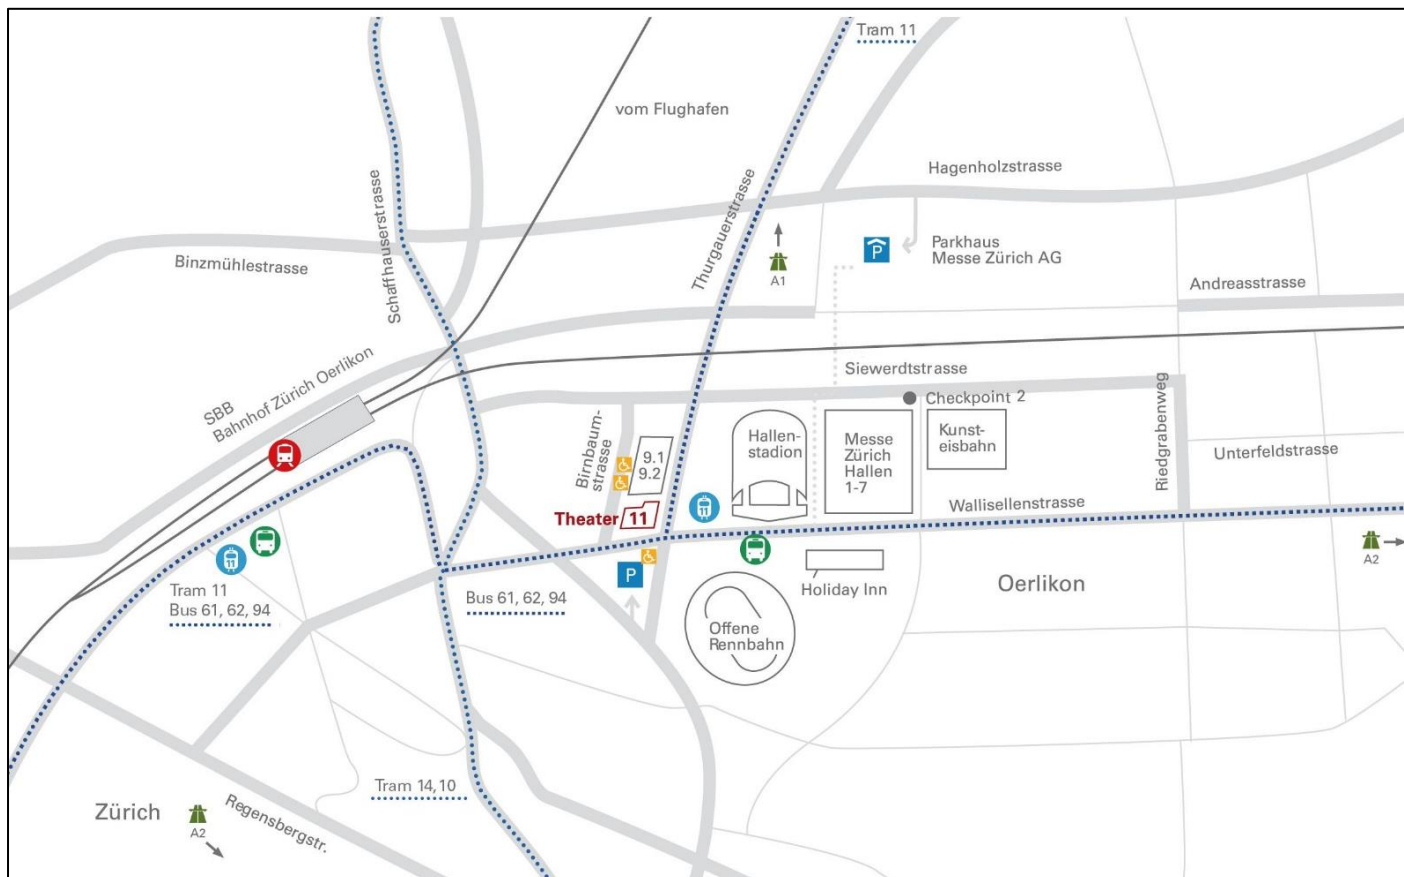 Tram 11
vom Flughafen
Hagenholzstrasse
Schaffhauserstrasse
Thurgauerstrasse
Binzmühlestrasse
P
Parkhaus
Messe Zürich AG
A1
Andreasstrasse
SBB
Bahnhof Zürich Oerlikon
Siewerdtstrasse
Checkpoint 2
Riedgrabenweg
Birnbaum-
strasse
9.1
9.2
Hallen-
stadion
Messe
Zürich
Hallen
1-7
Kunst-
eisbahn
Unterfeldstrasse
Theater 11
11
Wallisellenstrasse
A2
P
Holiday Inn
Oerlikon
11
Tram 11
Bus 61, 62, 94
Bus 61, 62, 94
Offene
Rennbahn
Tram 14,10
Zürich
A2
Regensbergstr.